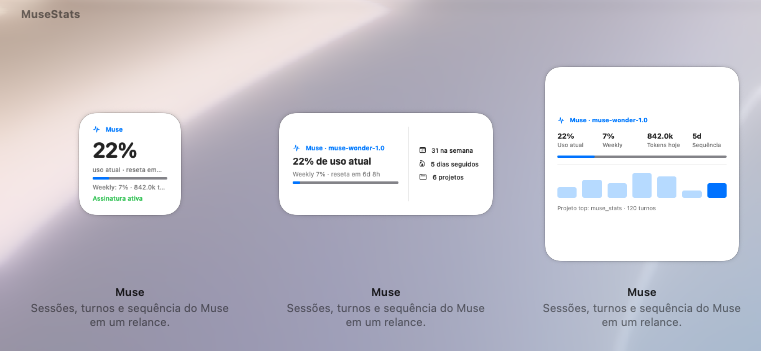 MuseStats
Muse
22%
uso atual · reseta em...
Weekly: 7% · 842.0k t...
Assinatura ativa
Muse · muse-wonder-1.0
22% de uso atual
Weekly: 7% · reseta em 6d 8h
31 na semana
5 dias seguidos
6 projetos
Muse · muse-wonder-1.0
22% 7% 842.0k 5d
Uso atual Weekly Tokens hoje Sequência
Projeto top: muse_stats · 120 turnos
Muse
Sessões, turnos e sequência do Muse
em um relance.
Muse
Sessões, turnos e sequência do Muse
em um relance.
Muse
Sessões, turnos e sequência do Muse
em um relance.